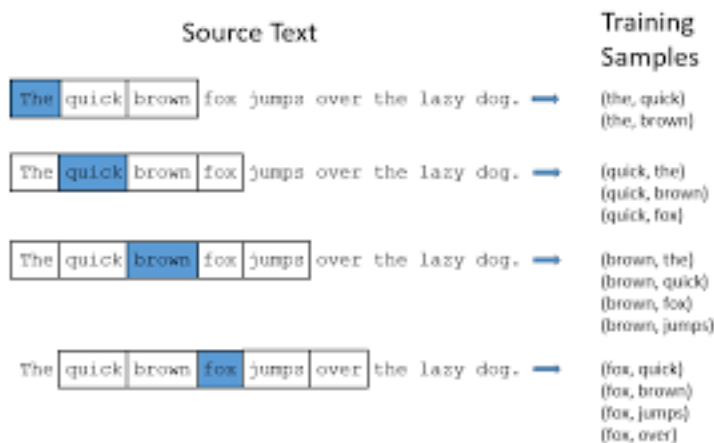 Source Text
Training
Samples
The quick brown fox jumps over the lazy dog.
(the, quick)
(the, brown)
The quick brown fox jumps over the lazy dog.
(quick, the)
(quick, brown)
(quick, fox)
The quick brown fox jumps over the lazy dog.
(brown, the)
(brown, quick)
(brown, fox)
(brown, jumps)
The quick brown fox jumps over the lazy dog.
(fox, quick)
(fox, brown)
(fox, jumps)
(fox, over)